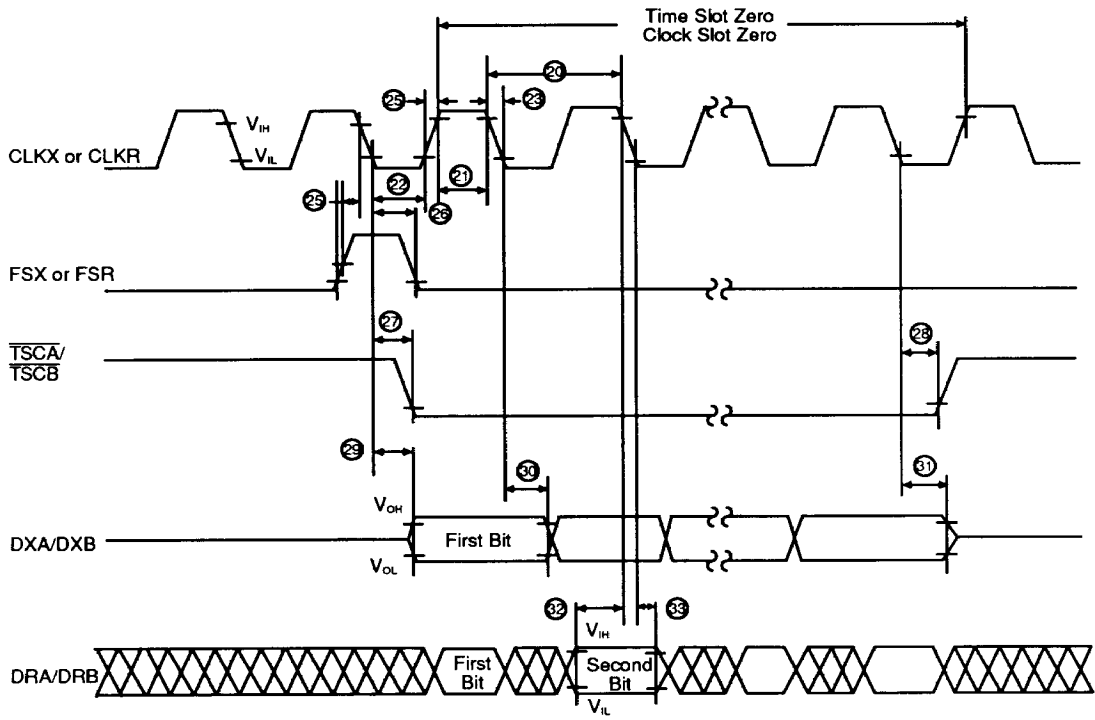 Time Slot Zero
Clock Slot Zero
20
25
23
V_IH
CLKX or CLKR
V_IL
21
22
25
26
FSX or FSR
27
28
TSCA/
TSCB
29
30
31
V_OH
DXA/DXB
First Bit
V_OL
32
33
V_IH
DRA/DRB
First
Bit
Second
Bit
V_IL